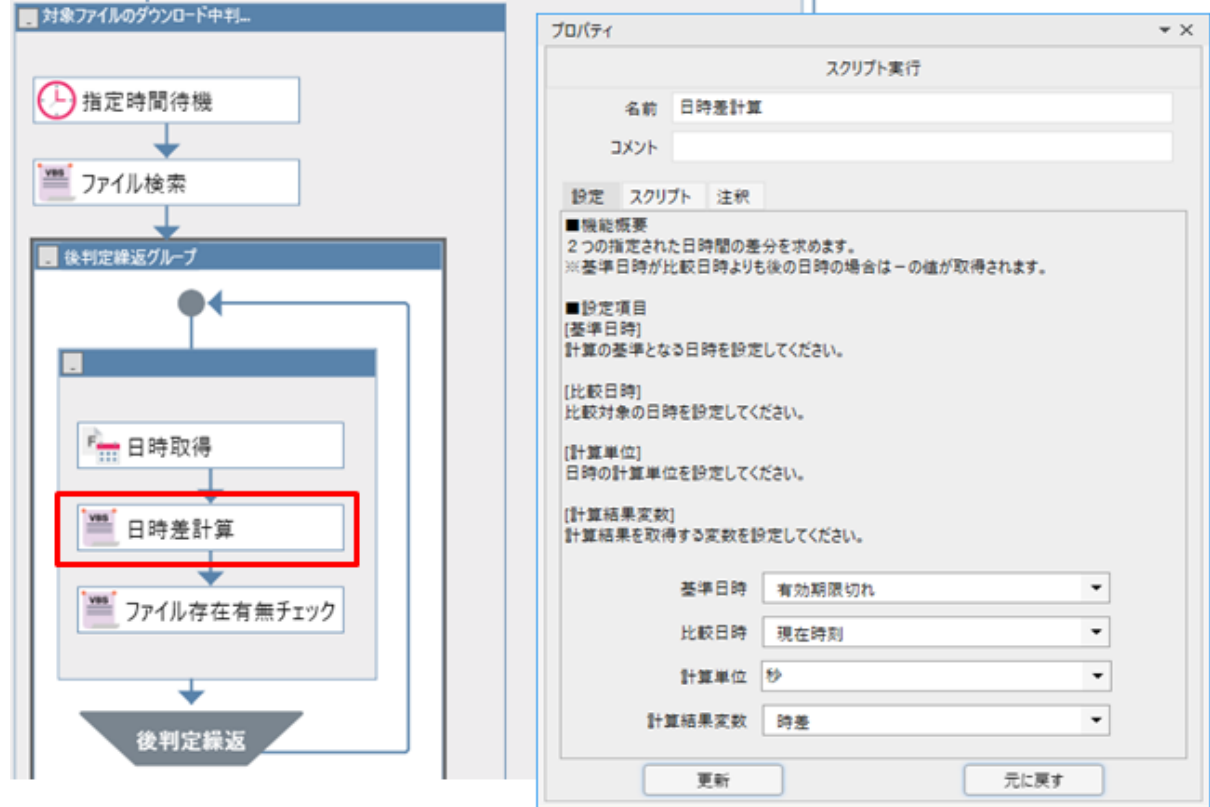 対象ファイルのダウンロード中判...
指定時間待機
VBS
ファイル検索
後判定繰返グループ
F
日時取得
VBS
日時差計算
VBS
ファイル存在有無チェック
後判定繰返
プロパティ
スクリプト実行
名前 日時差計算
コメント
設定 スクリプト 注釈
■機能概要
２つの指定された日時間の差分を求めます。
※基準日時が比較日時よりも後の日時の場合は－の値が取得されます。
■設定項目
[基準日時]
計算の基準となる日時を設定してください。
[比較日時]
比較対象の日時を設定してください。
[計算単位]
日時の計算単位を設定してください。
[計算結果変数]
計算結果を取得する変数を設定してください。
基準日時 有効期限切れ
比較日時 現在時刻
計算単位 秒
計算結果変数 時差
更新 元に戻す